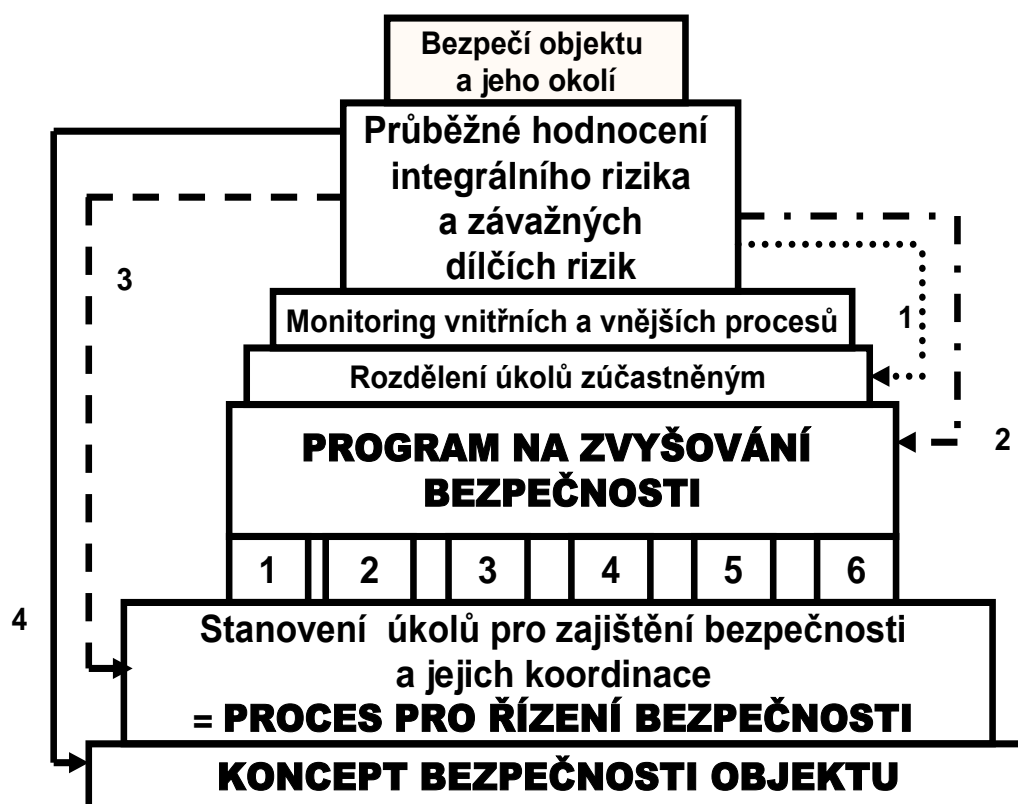 Bezpečí objektu
a jeho okolí
Průběžné hodnocení
integrálního rizika
a závažných
dílčích rizik
3
1
Monitoring vnitřních a vnějších procesů
Rozdělení úkolů zúčastněným
2
PROGRAM NA ZVYŠOVÁNÍ
BEZPEČNOSTI
1 2 3 4 5 6
4
Stanovení úkolů pro zajištění bezpečnosti
a jejich koordinace
= PROCES PRO ŘÍZENÍ BEZPEČNOSTI
KONCEPT BEZPEČNOSTI OBJEKTU